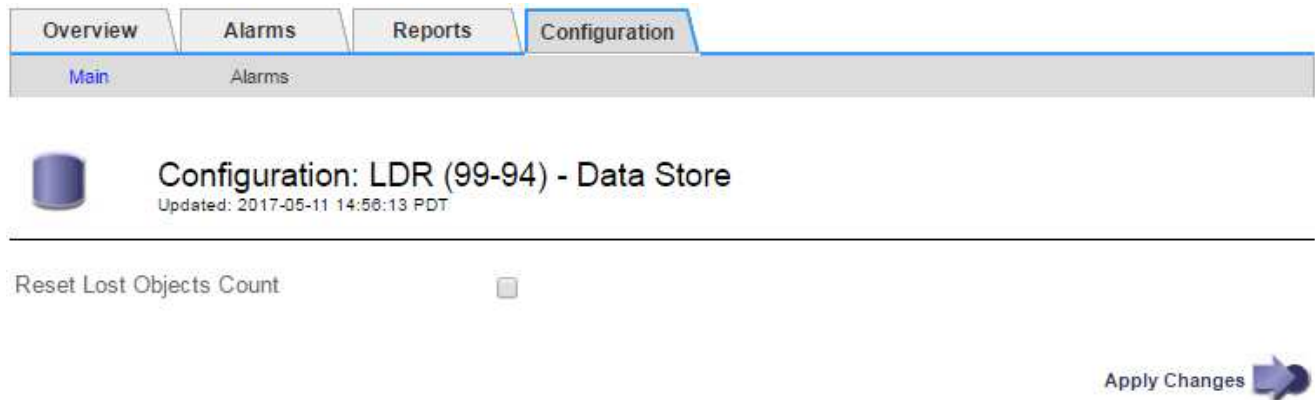 Overview Alarms Reports Configuration
Main Alarms
Configuration: LDR (99-94) - Data Store
Updated: 2017-05-11 14:56:13 PDT
Reset Lost Objects Count
Apply Changes